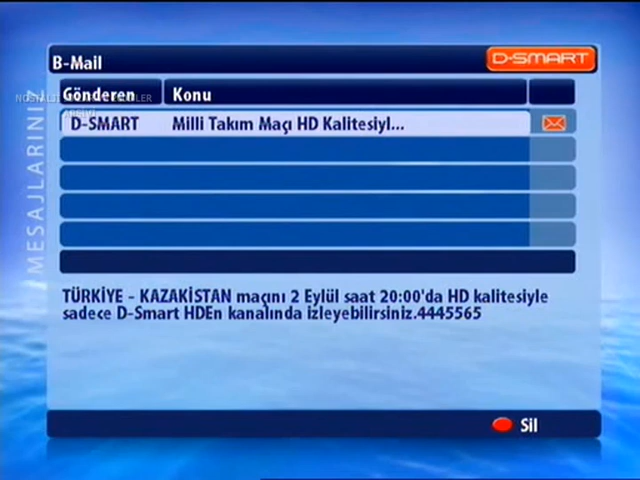 B-Mail
D-SMART
Gönderen Konu
D-SMART Milli Takım Maçı HD Kalitesiyl...
MESAJLARINIZ
TÜRKİYE - KAZAKİSTAN maçını 2 Eylül saat 20:00'da HD kalitesiyle
sadece D-Smart HDEn kanalında izleyebilirsiniz.4445565
Sil